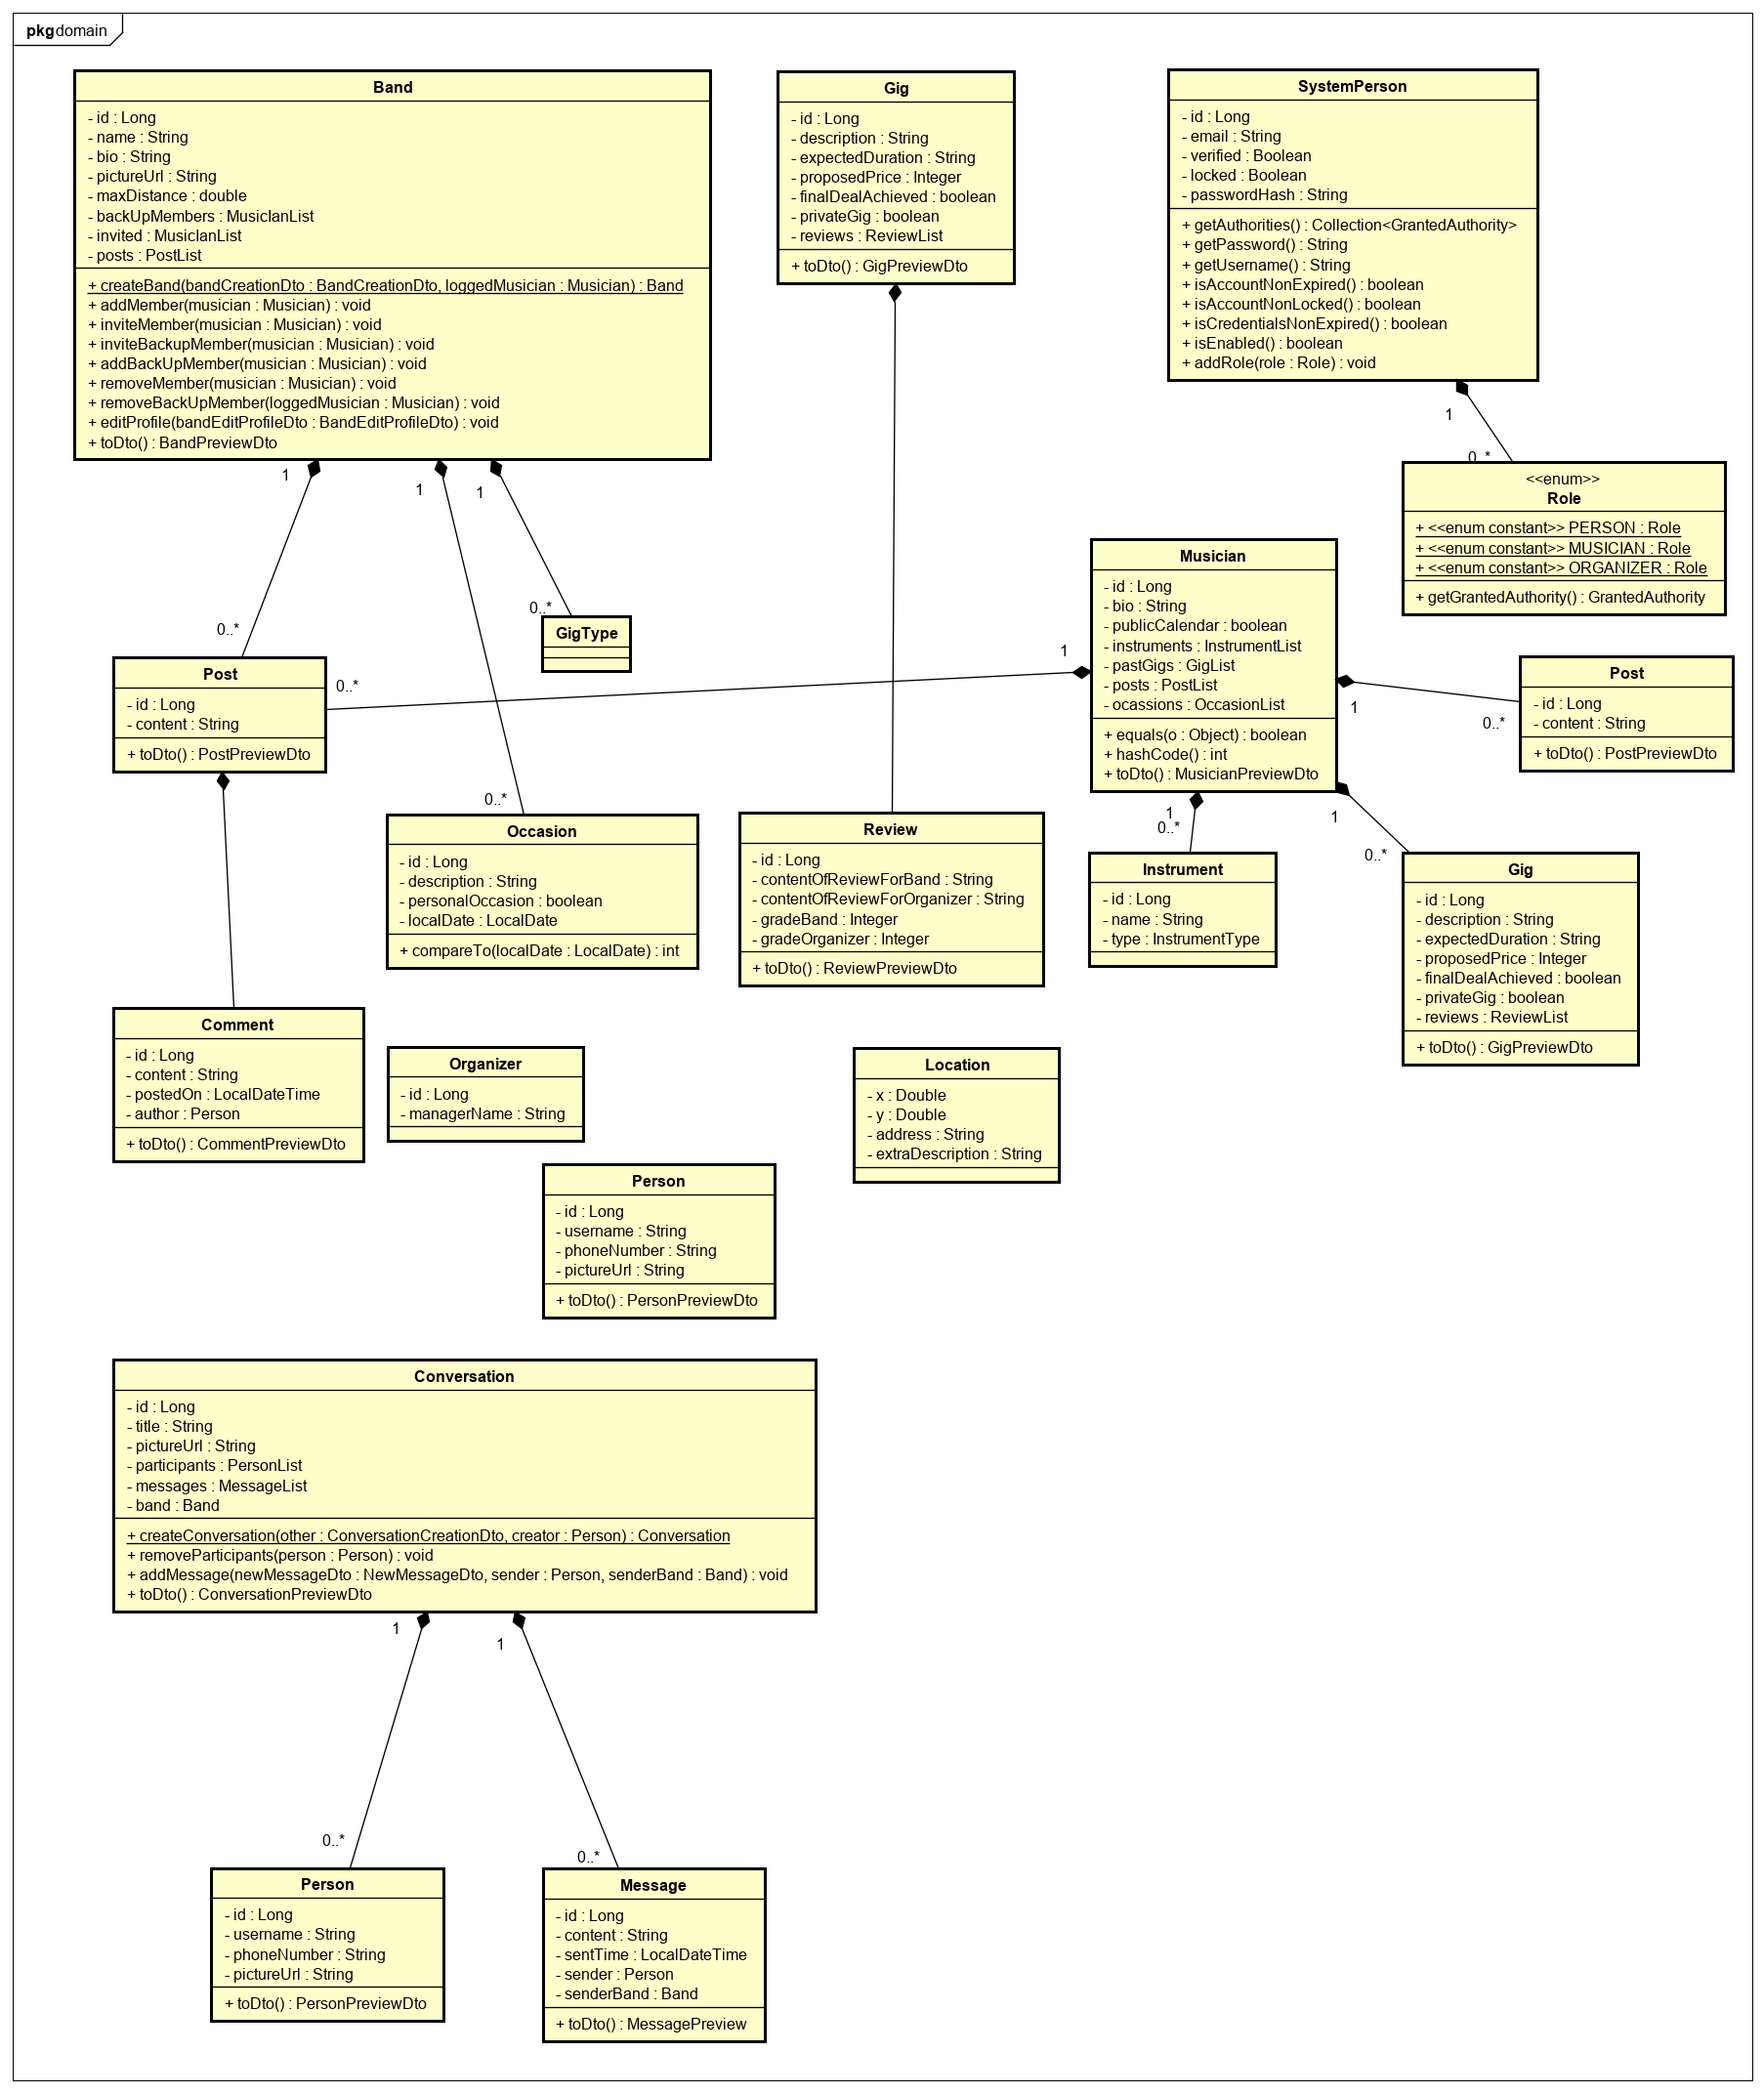 pkg domain
Band
- id : Long
- name : String
- bio : String
- pictureUrl : String
- maxDistance : double
- backUpMembers : MusicIanList
- invited : MusicIanList
- posts : PostList
+ createBand(bandCreationDto : BandCreationDto, loggedMusician : Musician) : Band
+ addMember(musician : Musician) : void
+ inviteMember(musician : Musician) : void
+ inviteBackupMember(musician : Musician) : void
+ addBackUpMember(musician : Musician) : void
+ removeMember(musician : Musician) : void
+ removeBackUpMember(loggedMusician : Musician) : void
+ editProfile(bandEditProfileDto : BandEditProfileDto) : void
+ toDto() : BandPreviewDto
Gig
- id : Long
- description : String
- expectedDuration : String
- proposedPrice : Integer
- finalDealAchieved : boolean
- privateGig : boolean
- reviews : ReviewList
+ toDto() : GigPreviewDto
SystemPerson
- id : Long
- email : String
- verified : Boolean
- locked : Boolean
- passwordHash : String
+ getAuthorities() : Collection<GrantedAuthority>
+ getPassword() : String
+ getUsername() : String
+ isAccountNonExpired() : boolean
+ isAccountNonLocked() : boolean
+ isCredentialsNonExpired() : boolean
+ isEnabled() : boolean
+ addRole(role : Role) : void
1
0..*
<<enum>>
Role
+ <<enum constant>> PERSON : Role
+ <<enum constant>> MUSICIAN : Role
+ <<enum constant>> ORGANIZER : Role
+ getGrantedAuthority() : GrantedAuthority
1
1
1
0..*
0..*
0..*
GigType
Post
- id : Long
- content : String
+ toDto() : PostPreviewDto
0..*
1
Musician
- id : Long
- bio : String
- publicCalendar : boolean
- instruments : InstrumentList
- pastGigs : GigList
- posts : PostList
- ocassions : OccasionList
+ equals(o : Object) : boolean
+ hashCode() : int
+ toDto() : MusicianPreviewDto
1
0..*
Post
- id : Long
- content : String
+ toDto() : PostPreviewDto
Occasion
- id : Long
- description : String
- personalOccasion : boolean
- localDate : LocalDate
+ compareTo(localDate : LocalDate) : int
Review
- id : Long
- contentOfReviewForBand : String
- contentOfReviewForOrganizer : String
- gradeBand : Integer
- gradeOrganizer : Integer
+ toDto() : ReviewPreviewDto
1
0..*
Instrument
- id : Long
- name : String
- type : InstrumentType
1
0..*
Gig
- id : Long
- description : String
- expectedDuration : String
- proposedPrice : Integer
- finalDealAchieved : boolean
- privateGig : boolean
- reviews : ReviewList
+ toDto() : GigPreviewDto
Comment
- id : Long
- content : String
- postedOn : LocalDateTime
- author : Person
+ toDto() : CommentPreviewDto
Organizer
- id : Long
- managerName : String
Location
- x : Double
- y : Double
- address : String
- extraDescription : String
Person
- id : Long
- username : String
- phoneNumber : String
- pictureUrl : String
+ toDto() : PersonPreviewDto
Conversation
- id : Long
- title : String
- pictureUrl : String
- participants : PersonList
- messages : MessageList
- band : Band
+ createConversation(other : ConversationCreationDto, creator : Person) : Conversation
+ removeParticipants(person : Person) : void
+ addMessage(newMessageDto : NewMessageDto, sender : Person, senderBand : Band) : void
+ toDto() : ConversationPreviewDto
1
1
0..*
0..*
Person
- id : Long
- username : String
- phoneNumber : String
- pictureUrl : String
+ toDto() : PersonPreviewDto
Message
- id : Long
- content : String
- sentTime : LocalDateTime
- sender : Person
- senderBand : Band
+ toDto() : MessagePreview